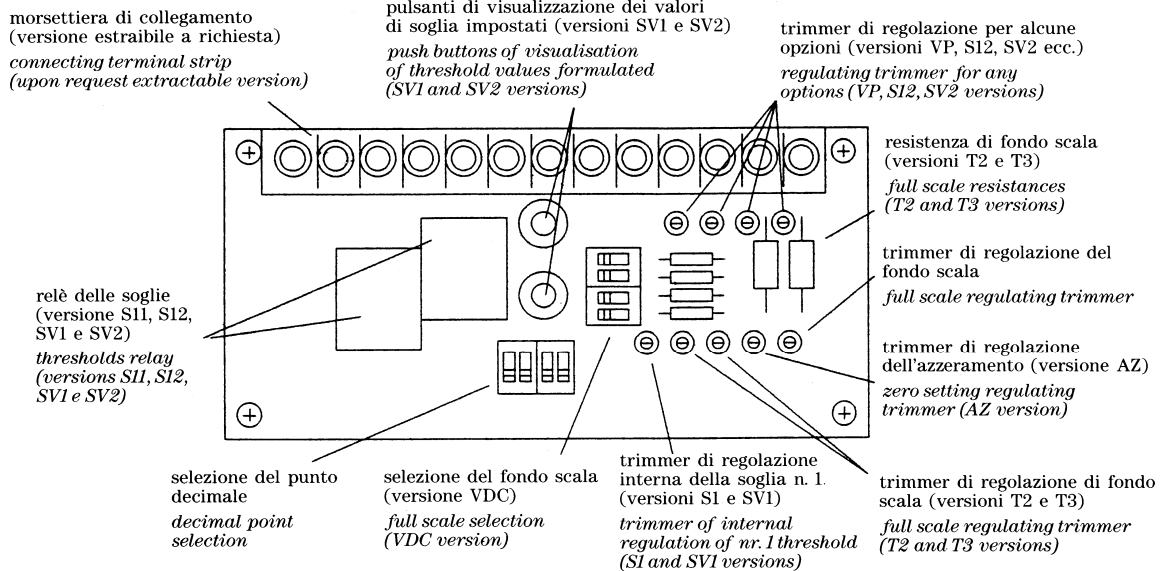 morsettiera di collegamento
(versione estraibile a richiesta)
connecting terminal strip
(upon request extractable version)
pulsanti di visualizzazione dei valori
di soglia impostati (versioni SV1 e SV2)
push buttons of visualisation
of threshold values formulated
(SV1 and SV2 versions)
trimmer di regolazione per alcune
opzioni (versioni VP, S12, SV2 ecc.)
regulating trimmer for any
options (VP, S12, SV2 versions)
resistenza di fondo scala
(versioni T2 e T3)
full scale resistances
(T2 and T3 versions)
trimmer di regolazione del
fondo scala
full scale regulating trimmer
trimmer di regolazione
dell'azzeramento (versione AZ)
zero setting regulating
trimmer (AZ version)
relè delle soglie
(versione S11, S12,
SV1 e SV2)
thresholds relay
(versions S11, S12,
SV1 e SV2)
selezione del punto
decimale
decimal point
selection
selezione del fondo scala
(versione VDC)
full scale selection
(VDC version)
trimmer di regolazione
interna della soglia n. 1.
(versioni S1 e SV1)
trimmer of internal
regulation of nr. 1 threshold
(S1 and SV1 versions)
trimmer di regolazione di fondo
scala (versioni T2 e T3)
full scale regulating trimmer
(T2 and T3 versions)